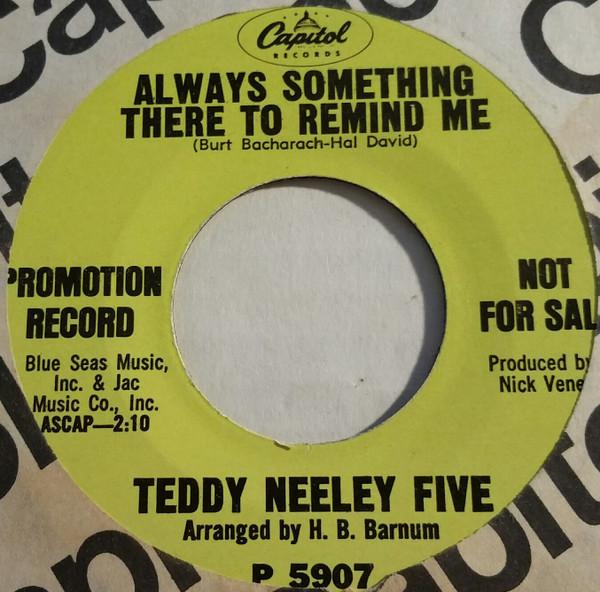 Capitol
RECORDS
ALWAYS SOMETHING
THERE TO REMIND ME
(Burt Bacharach-Hal David)
PROMOTION
RECORD
Blue Seas Music,
Inc. & Jac
Music Co., Inc.
ASCAP—2:10
NOT
FOR SAL
Produced by
Nick Vene
TEDDY NEELEY FIVE
Arranged by H. B. Barnum
P 5907